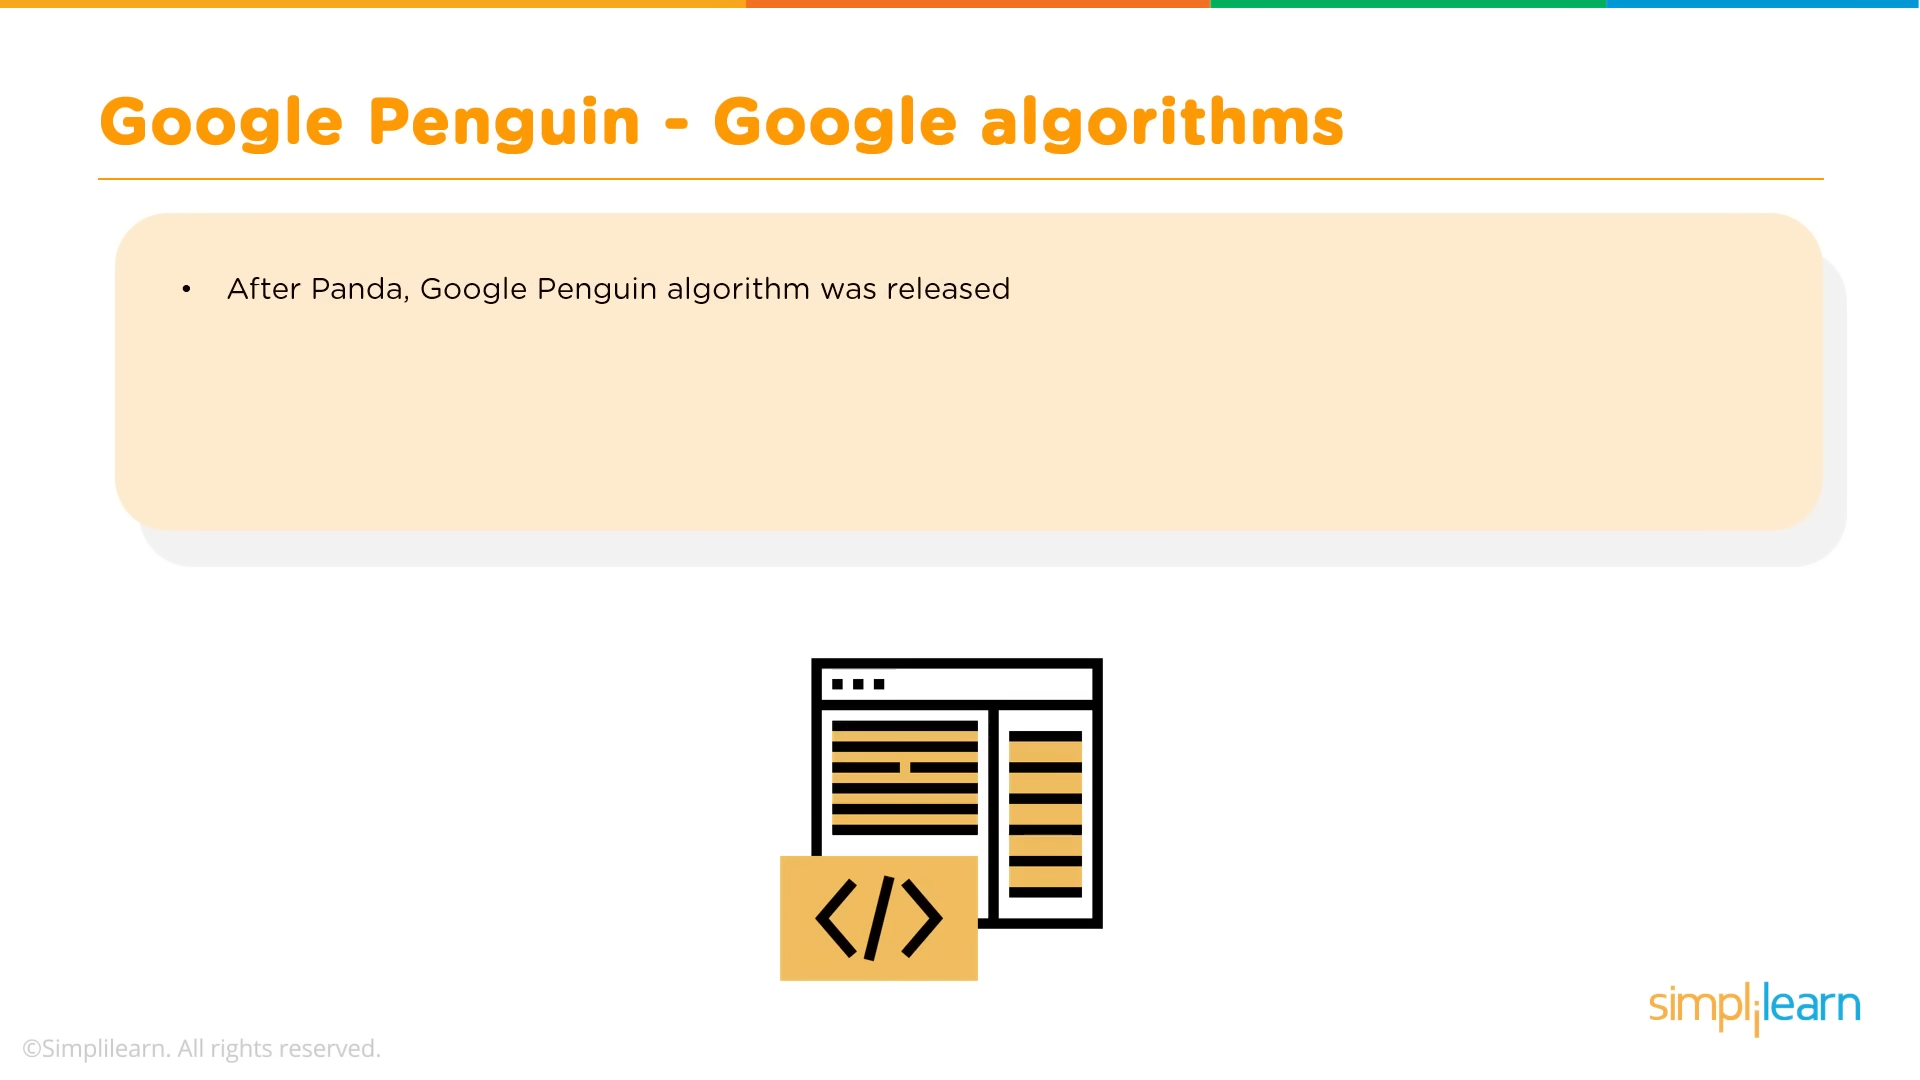 Google Penguin - Google algorithms
• After Panda, Google Penguin algorithm was released
</>
simplilearn
©Simplilearn. All rights reserved.